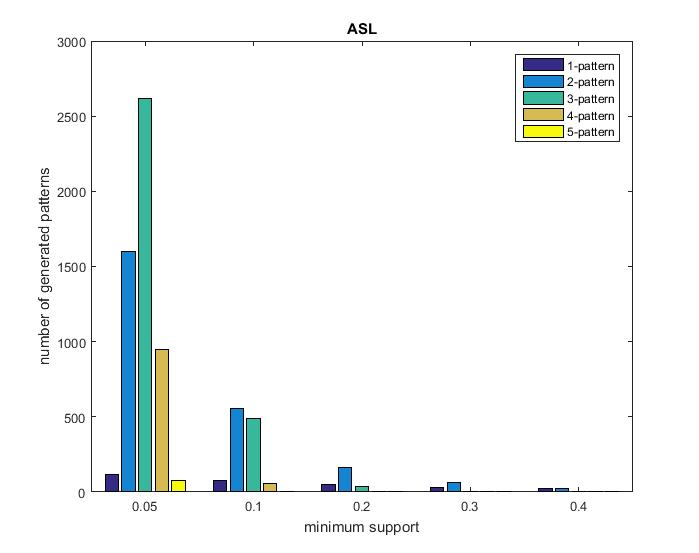 ASL
3000
2500
2000
1500
1000
500
0
number of generated patterns
1-pattern
2-pattern
3-pattern
4-pattern
5-pattern
0.05 0.1 0.2 0.3 0.4
minimum support